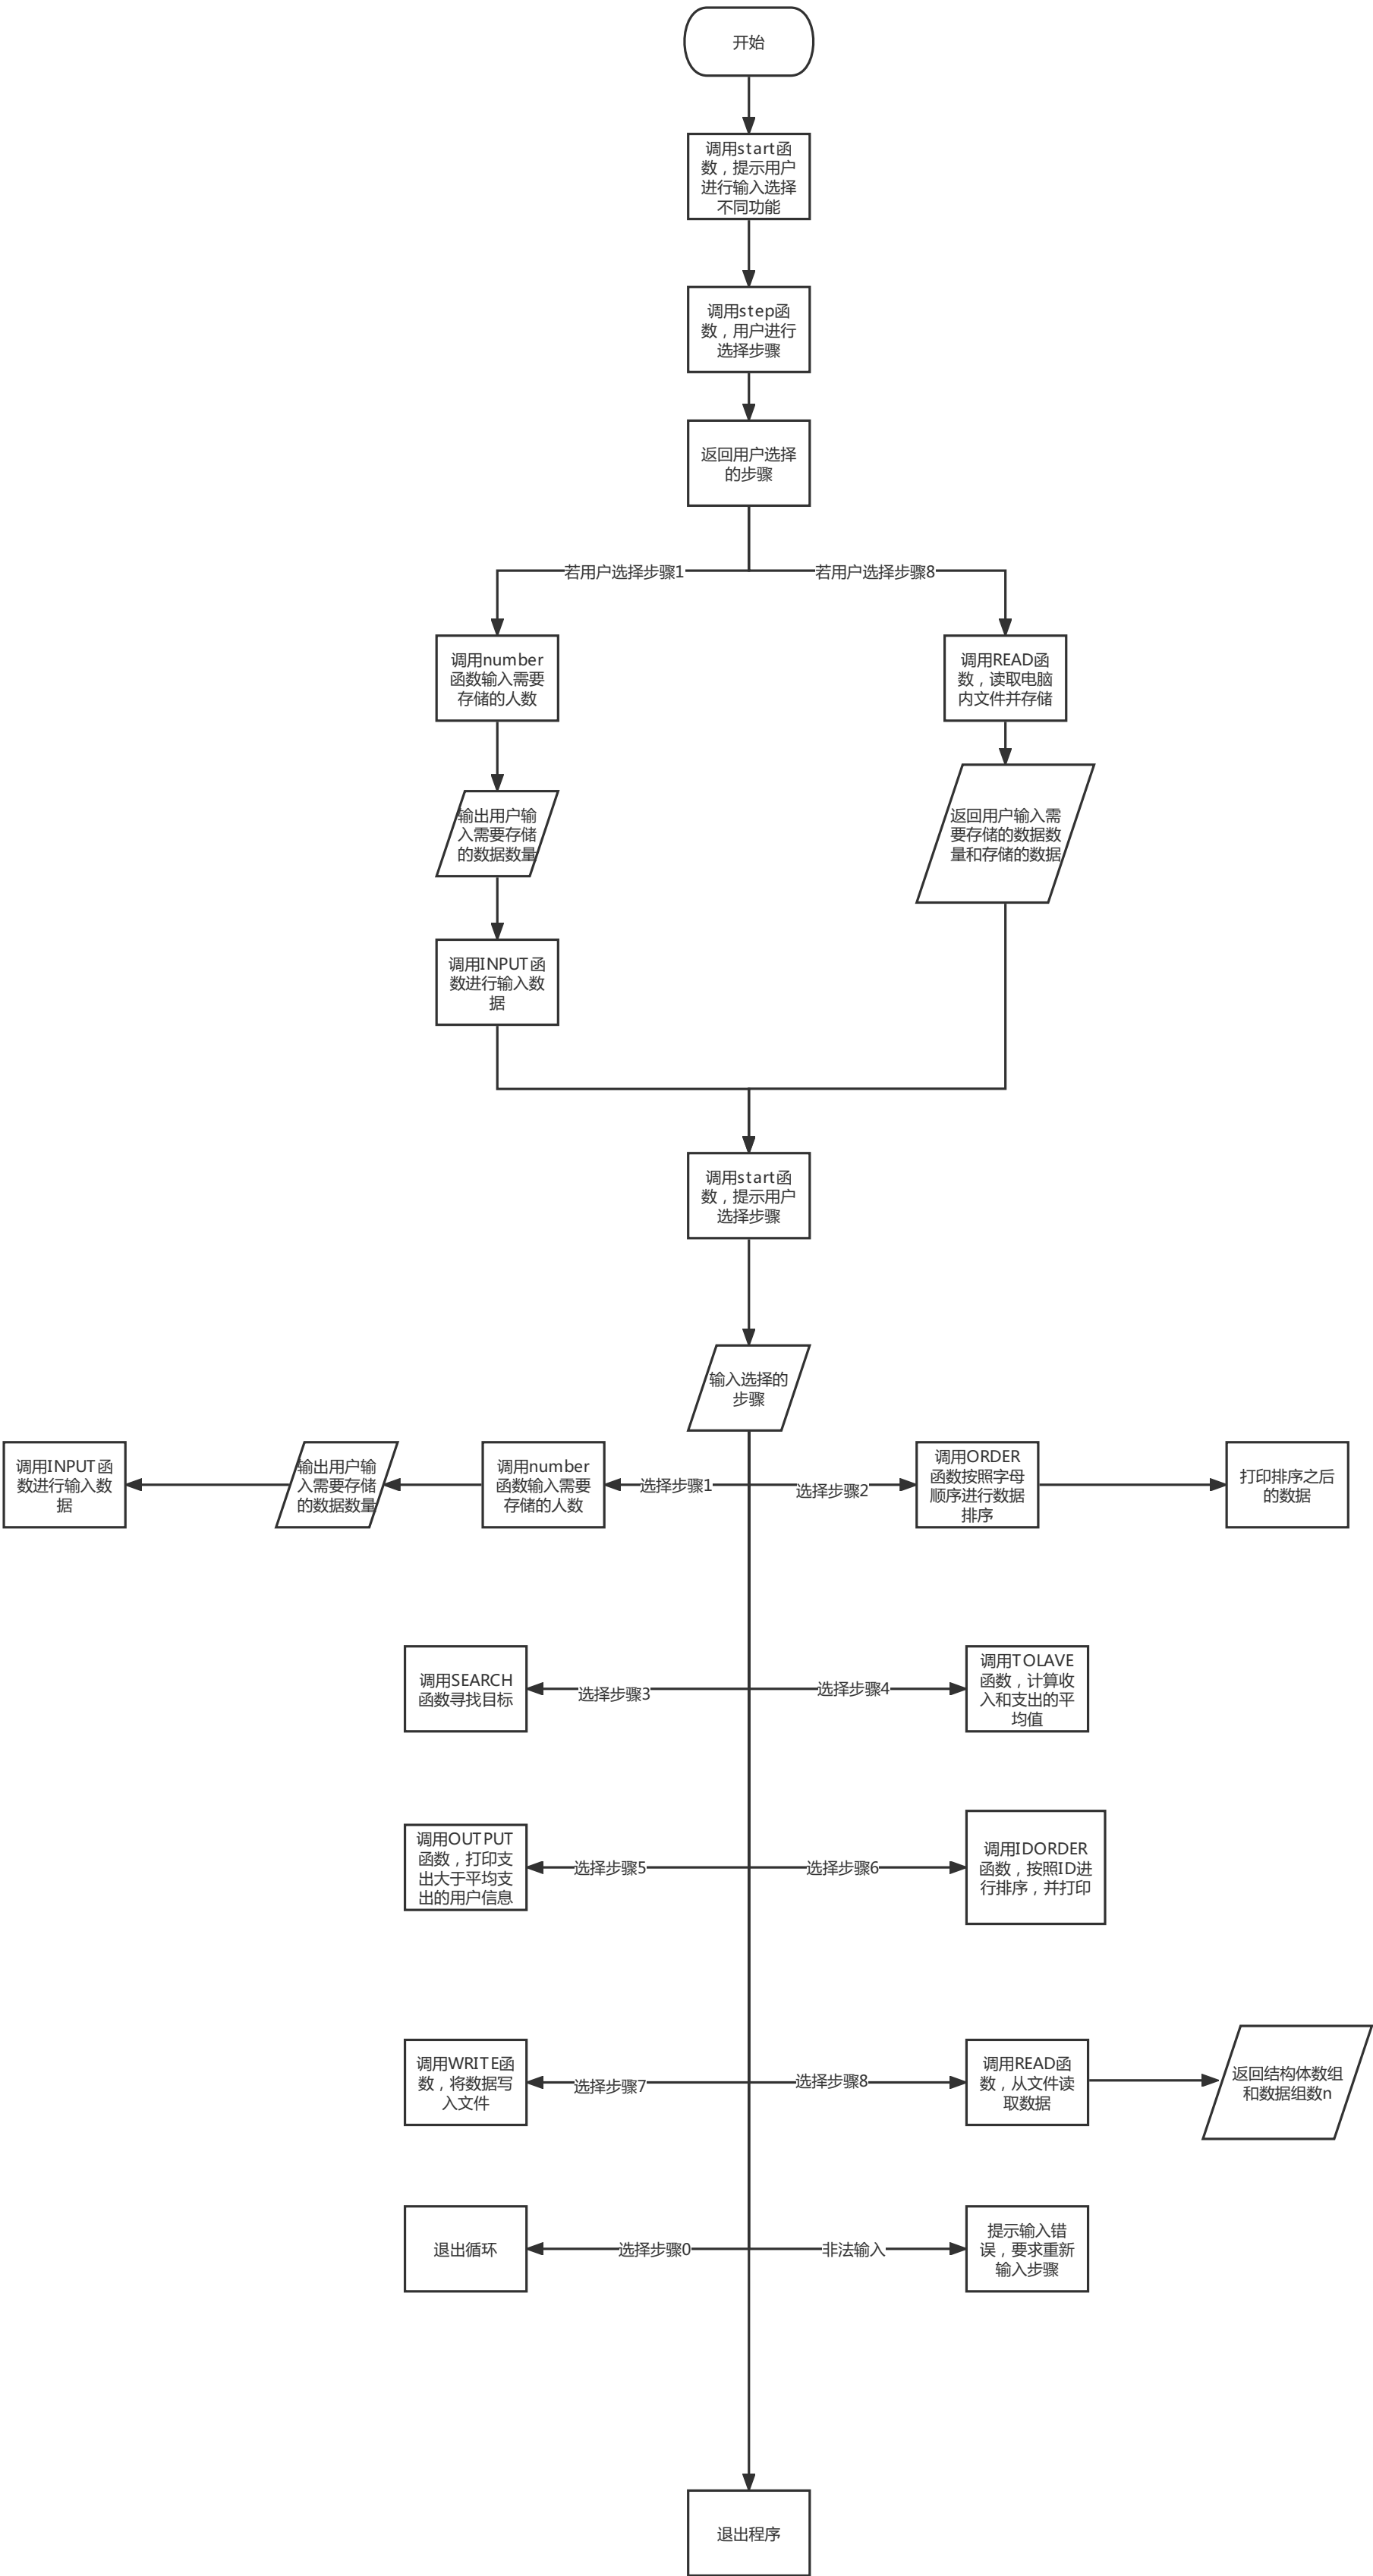 开始
调用start函
数，提示用户
进行输入选择
不同功能
调用step函
数，用户进行
选择步骤
返回用户选择
的步骤
若用户选择步骤1
若用户选择步骤8
调用number
函数输入需要
存储的人数
调用READ函
数，读取电脑
内文件并存储
输出用户输
入需要存储
的数据数量
返回用户输入需
要存储的数据数
量和存储的数据
调用INPUT函
数进行输入数
据
调用start函
数，提示用户
选择步骤
输入选择的
步骤
调用INPUT函
数进行输入数
据
输出用户输
入需要存储
的数据数量
调用number
函数输入需要
存储的人数
选择步骤1
选择步骤2
调用ORDER
函数按照字母
顺序进行数据
排序
打印排序之后
的数据
调用SEARCH
函数寻找目标
选择步骤3
选择步骤4
调用TOLAVE
函数，计算收
入和支出的平
均值
调用OUTPUT
函数，打印支
出大于平均支
出的用户信息
选择步骤5
选择步骤6
调用IDORDER
函数，按照ID进
行排序，并打印
调用WRITE函
数，将数据写
入文件
选择步骤7
选择步骤8
调用READ函
数，从文件读
取数据
返回结构体数组
和数据组数n
退出循环
选择步骤0
非法输入
提示输入错
误，要求重新
输入步骤
退出程序